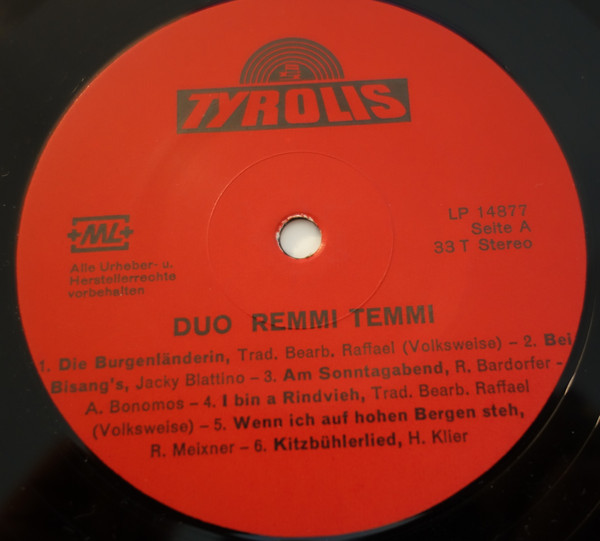 TYROLIS
+ML+
Alle Urheber- u.
Herstellerrechte
vorbehalten
LP 14877
Seite A
33 T Stereo
DUO REMMI TEMMI
1. Die Burgenländerin, Trad. Bearb. Raffael (Volksweise) – 2. Bei
Bisang's, Jacky Blattino – 3. Am Sonntagabend, R. Bardorfer -
A. Bonomos – 4. I bin a Rindvieh, Trad. Bearb. Raffael
(Volksweise) – 5. Wenn ich auf hohen Bergen steh,
R. Meixner – 6. Kitzbühlerlied, H. Klier